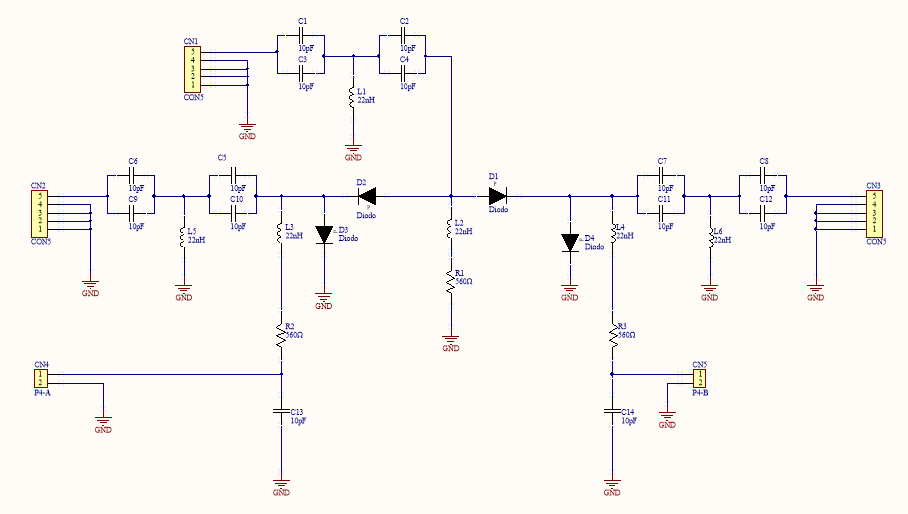 C1
10pF
C3
10pF
C2
10pF
C4
10pF
CN1
5
4
3
2
1
CON5
L1
22nH
GND
GND
C6
10pF
C9
10pF
C5
10pF
C10
10pF
CN2
5
4
3
2
1
CON5
L5
22nH
GND
GND
L3
22nH
D3
Diodo
GND
D2
P
Diodo
D1
P
Diodo
L2
22nH
R1
560Ω
GND
D4
Diodo
GND
L4
22nH
C7
10pF
C11
10pF
C8
10pF
C12
10pF
L6
22nH
GND
CN3
5
4
3
2
1
CON5
GND
R2
560Ω
R3
560Ω
CN4
1
2
P4-A
GND
C13
10pF
GND
CN5
1
2
P4-B
GND
C14
10pF
GND